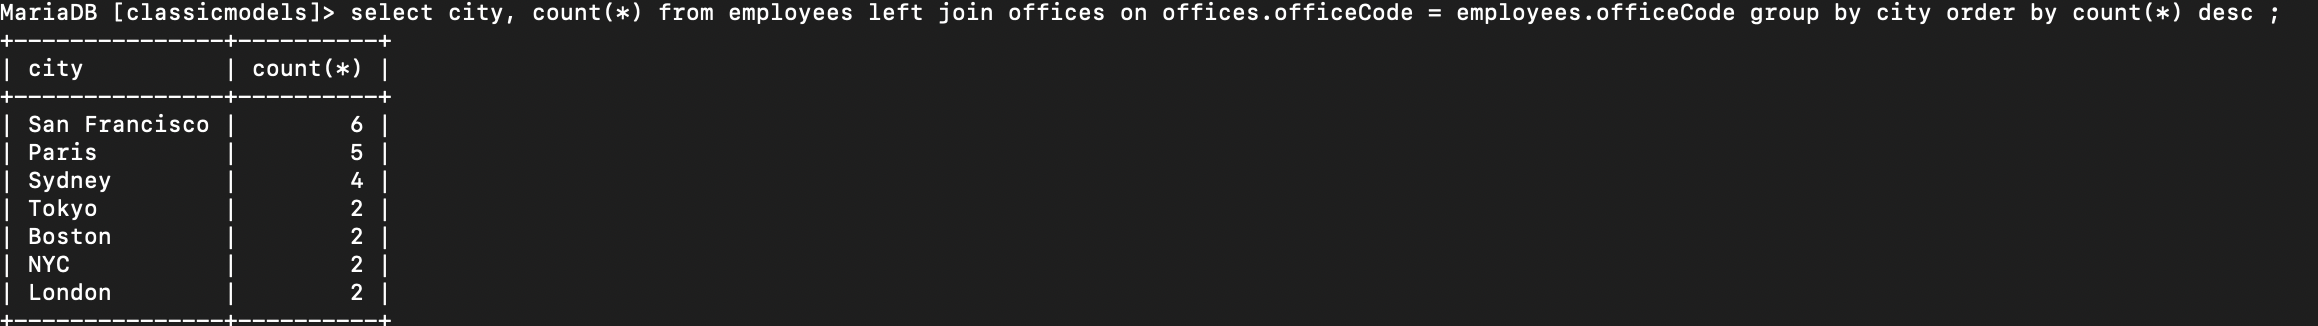 MariaDB [classicmodels]> select city, count(*) from employees left join offices on offices.officeCode = employees.officeCode group by city order by count(*) desc ;
+---------------+----------+
| city          | count(*) |
+---------------+----------+
| San Francisco |        6 |
| Paris         |        5 |
| Sydney        |        4 |
| Tokyo         |        2 |
| Boston        |        2 |
| NYC           |        2 |
| London        |        2 |
+---------------+----------+